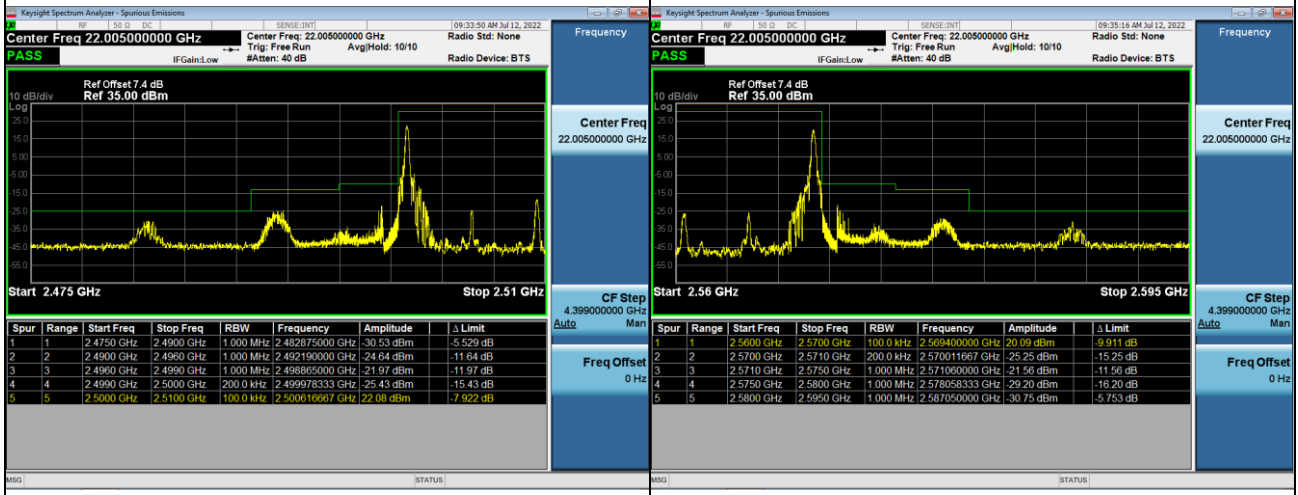 Keysight Spectrum Analyzer - Spurious Emissions
RF 50 Ω DC SENSE:INT 09:33:50 AM Jul 12, 2022
Center Freq 22.005000000 GHz
Center Freq: 22.005000000 GHz
Radio Std: None
Trig: Free Run Avg|Hold: 10/10
PASS
IFGain:Low
#Atten: 40 dB
Radio Device: BTS
Ref Offset 7.4 dB
10 dB/div Ref 35.00 dBm
Log
25.0
15.0
5.00
-5.00
-15.0
-25.0
-35.0
-45.0
-55.0
Start 2.475 GHz Stop 2.51 GHz
Spur Range Start Freq Stop Freq RBW Frequency Amplitude Δ Limit
1 1 2.4750 GHz 2.4900 GHz 1.000 MHz 2.482875000 GHz -30.53 dBm -5.529 dB
2 2 2.4900 GHz 2.4960 GHz 1.000 MHz 2.492190000 GHz -24.64 dBm -11.64 dB
3 3 2.4960 GHz 2.4990 GHz 1.000 MHz 2.498865000 GHz -21.97 dBm -11.97 dB
4 4 2.4990 GHz 2.5000 GHz 200.0 kHz 2.499978333 GHz -25.43 dBm -15.43 dB
5 5 2.5000 GHz 2.5100 GHz 100.0 kHz 2.500616667 GHz 22.08 dBm -7.922 dB
MSG STATUS
Frequency
Center Freq
22.005000000 GHz
CF Step
4.399000000 GHz
Auto Man
Freq Offset
0 Hz
Keysight Spectrum Analyzer - Spurious Emissions
RF 50 Ω DC SENSE:INT 09:35:16 AM Jul 12, 2022
Center Freq 22.005000000 GHz
Center Freq: 22.005000000 GHz
Radio Std: None
Trig: Free Run Avg|Hold: 10/10
PASS
IFGain:Low
#Atten: 40 dB
Radio Device: BTS
Ref Offset 7.4 dB
10 dB/div Ref 35.00 dBm
Log
25.0
15.0
5.00
-5.00
-15.0
-25.0
-35.0
-45.0
-55.0
Start 2.56 GHz Stop 2.595 GHz
Spur Range Start Freq Stop Freq RBW Frequency Amplitude Δ Limit
1 1 2.5600 GHz 2.5700 GHz 100.0 kHz 2.569400000 GHz 20.09 dBm -9.911 dB
2 2 2.5700 GHz 2.5710 GHz 200.0 kHz 2.570011667 GHz -25.25 dBm -15.25 dB
3 3 2.5710 GHz 2.5750 GHz 1.000 MHz 2.571060000 GHz -21.56 dBm -11.56 dB
4 4 2.5750 GHz 2.5800 GHz 1.000 MHz 2.578058333 GHz -29.20 dBm -16.20 dB
5 5 2.5800 GHz 2.5950 GHz 1.000 MHz 2.587050000 GHz -30.75 dBm -5.753 dB
MSG STATUS
Frequency
Center Freq
22.005000000 GHz
CF Step
4.399000000 GHz
Auto Man
Freq Offset
0 Hz